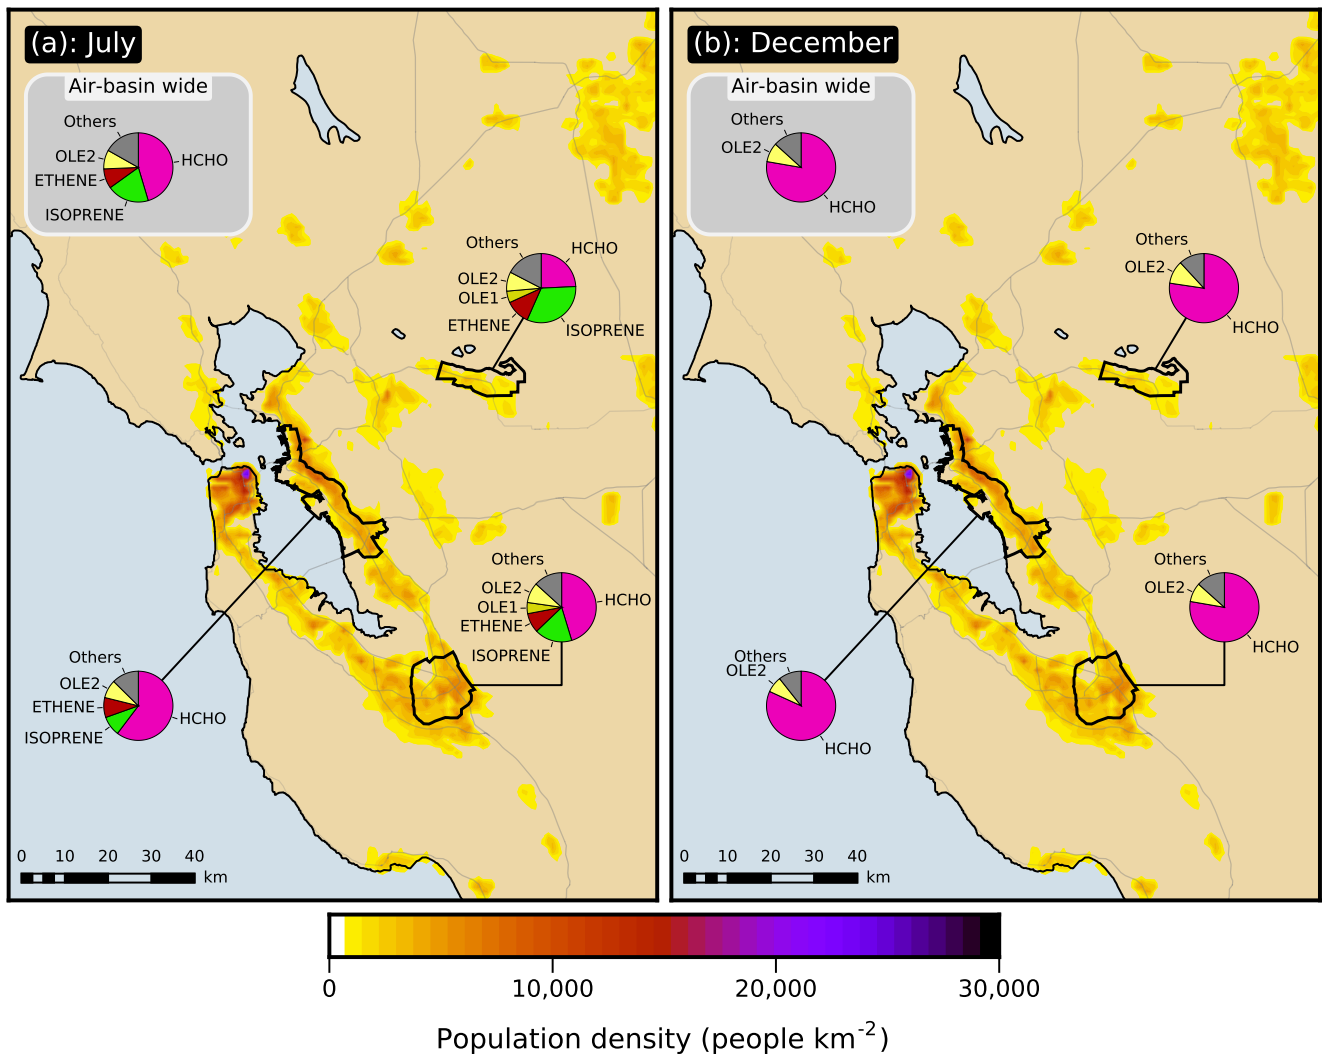 (a): July
Air-basin wide
Others
OLE2
HCHO
ETHENE
ISOPRENE
Others
HCHO
OLE2
OLE1
ETHENE
ISOPRENE
Others
OLE2
HCHO
OLE1
ETHENE
ISOPRENE
Others
OLE2
ETHENE
HCHO
ISOPRENE
0 10 20 30 40
km
(b): December
Air-basin wide
Others
OLE2
HCHO
Others
OLE2
HCHO
Others
OLE2
HCHO
Others
OLE2
HCHO
0 10 20 30 40
km
0 10,000 20,000 30,000
Population density (people km⁻²)